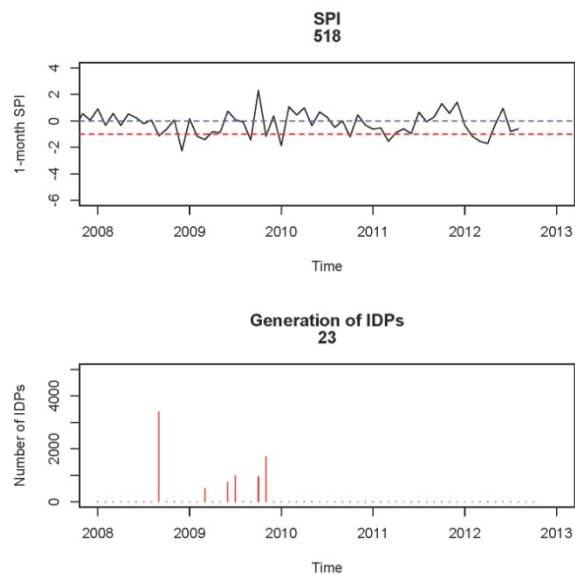 SPI
518
1-month SPI
4
2
0
-2
-4
-6
2008 2009 2010 2011 2012 2013
Time
Generation of IDPs
23
Number of IDPs
4000
2000
0
2008 2009 2010 2011 2012 2013
Time